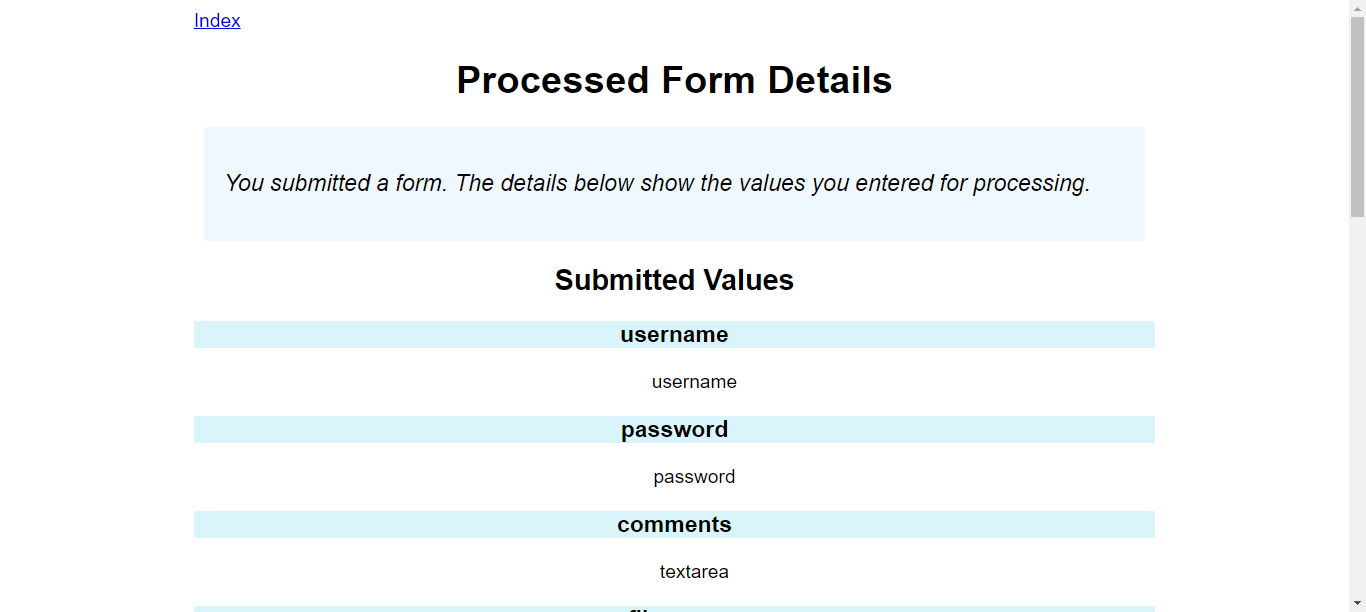 Index
Processed Form Details
You submitted a form. The details below show the values you entered for processing.
Submitted Values
username
username
password
password
comments
textarea